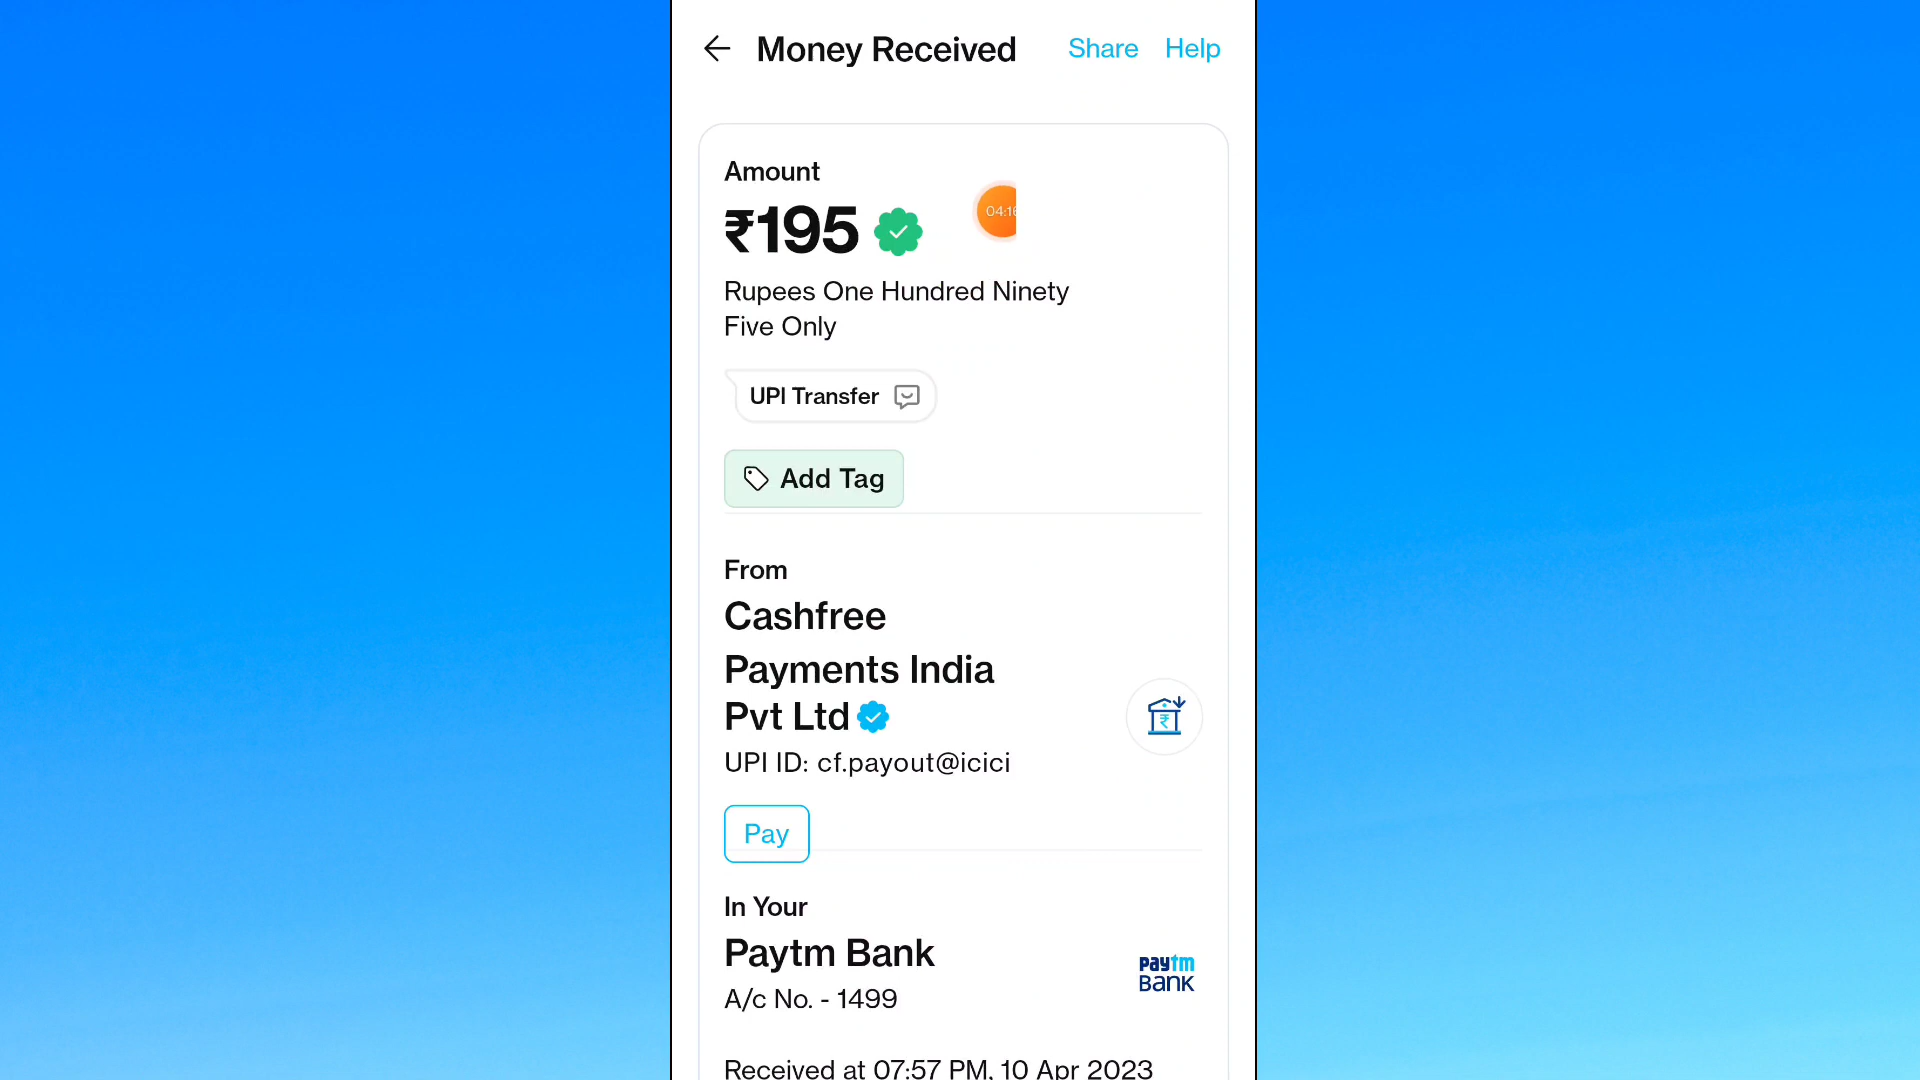 Money Received
Share
Help
Amount
₹195
Rupees One Hundred Ninety
Five Only
UPI Transfer
Add Tag
From
Cashfree
Payments India
Pvt Ltd
UPI ID: cf.payout@icici
Pay
In Your
Paytm Bank
A/c No. - 1499
paytm
BANK
Received at 07:57 PM, 10 Apr 2023